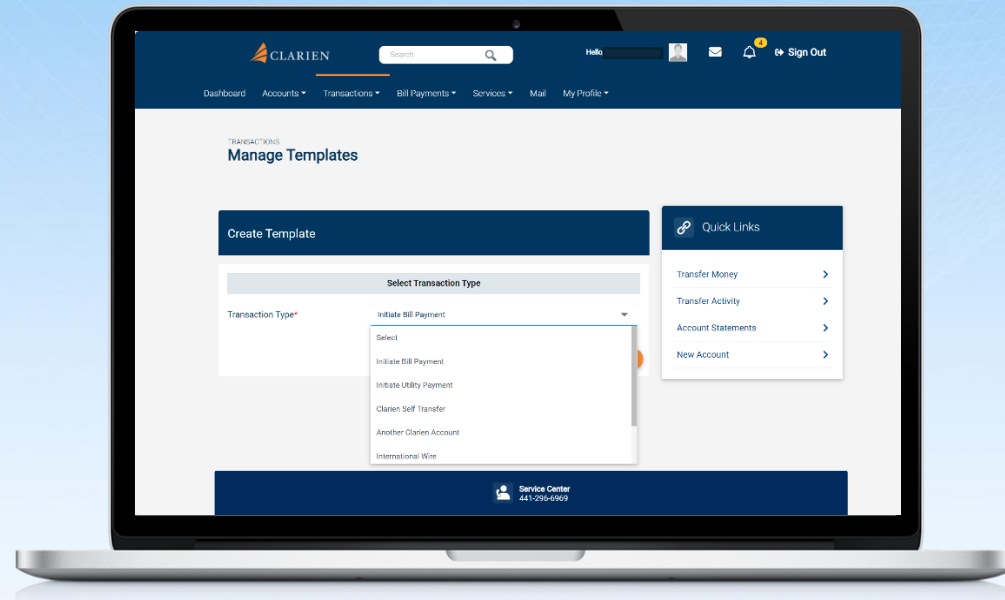 CLARIEN
Search
Hello
4
Sign Out
Dashboard
Accounts
Transactions
Bill Payments
Services
Mail
My Profile
TRANSACTIONS
Manage Templates
Create Template
Quick Links
Select Transaction Type
Transfer Money
Transaction Type*
Initiate Bill Payment
Transfer Activity
Select
Account Statements
Initiate Bill Payment
New Account
Initiate Utility Payment
Clarien Self Transfer
Another Clarien Account
International Wire
Service Center
441-296-6969